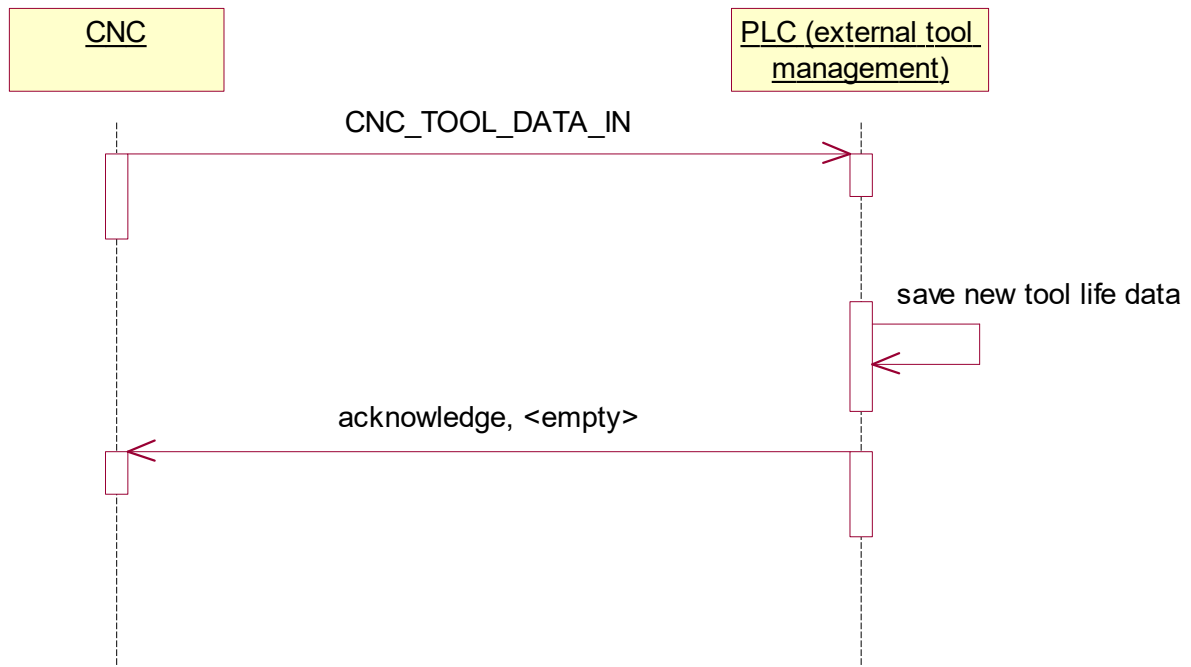 CNC
PLC (external tool
management)
CNC_TOOL_DATA_IN
save new tool life data
acknowledge, <empty>